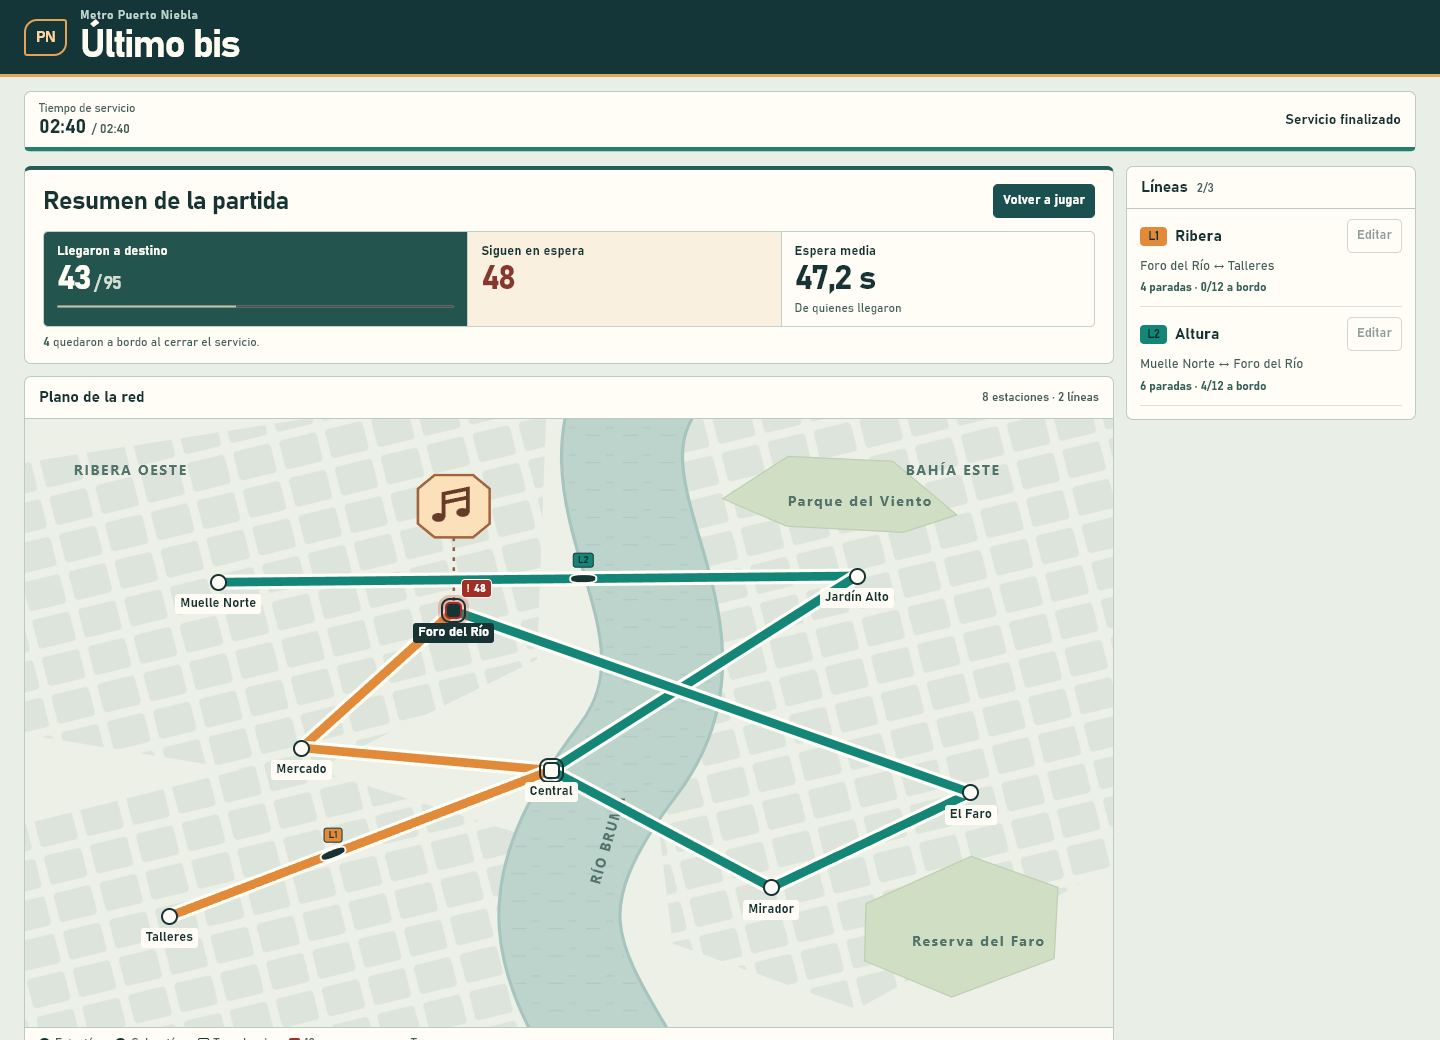 PN
Metro Puerto Niebla
Último bis
Tiempo de servicio
02:40 / 02:40
Servicio finalizado
Resumen de la partida
Volver a jugar
Llegaron a destino
43/95
Siguen en espera
48
Espera media
47,2 s
De quienes llegaron
4 quedaron a bordo al cerrar el servicio.
Líneas 2/3
L1 Ribera
Editar
Foro del Río ↔ Talleres
4 paradas · 0/12 a bordo
L2 Altura
Editar
Muelle Norte ↔ Foro del Río
6 paradas · 4/12 a bordo
Plano de la red
8 estaciones · 2 líneas
RIBERA OESTE
BAHÍA ESTE
Parque del Viento
L2
! 48
Muelle Norte
Jardín Alto
Foro del Río
Mercado
Central
El Faro
L1
RÍO
Mirador
Talleres
Reserva del Faro